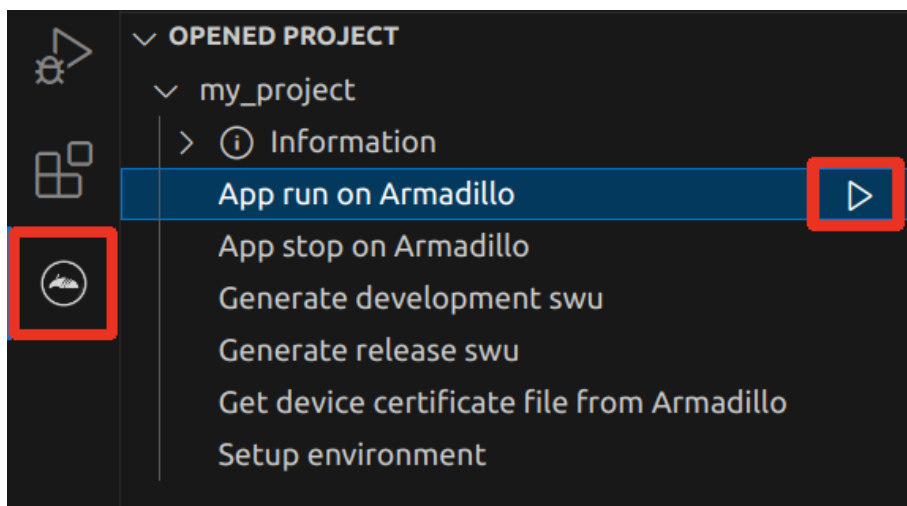 OPENED PROJECT
my_project
Information
App run on Armadillo
App stop on Armadillo
Generate development swu
Generate release swu
Get device certificate file from Armadillo
Setup environment